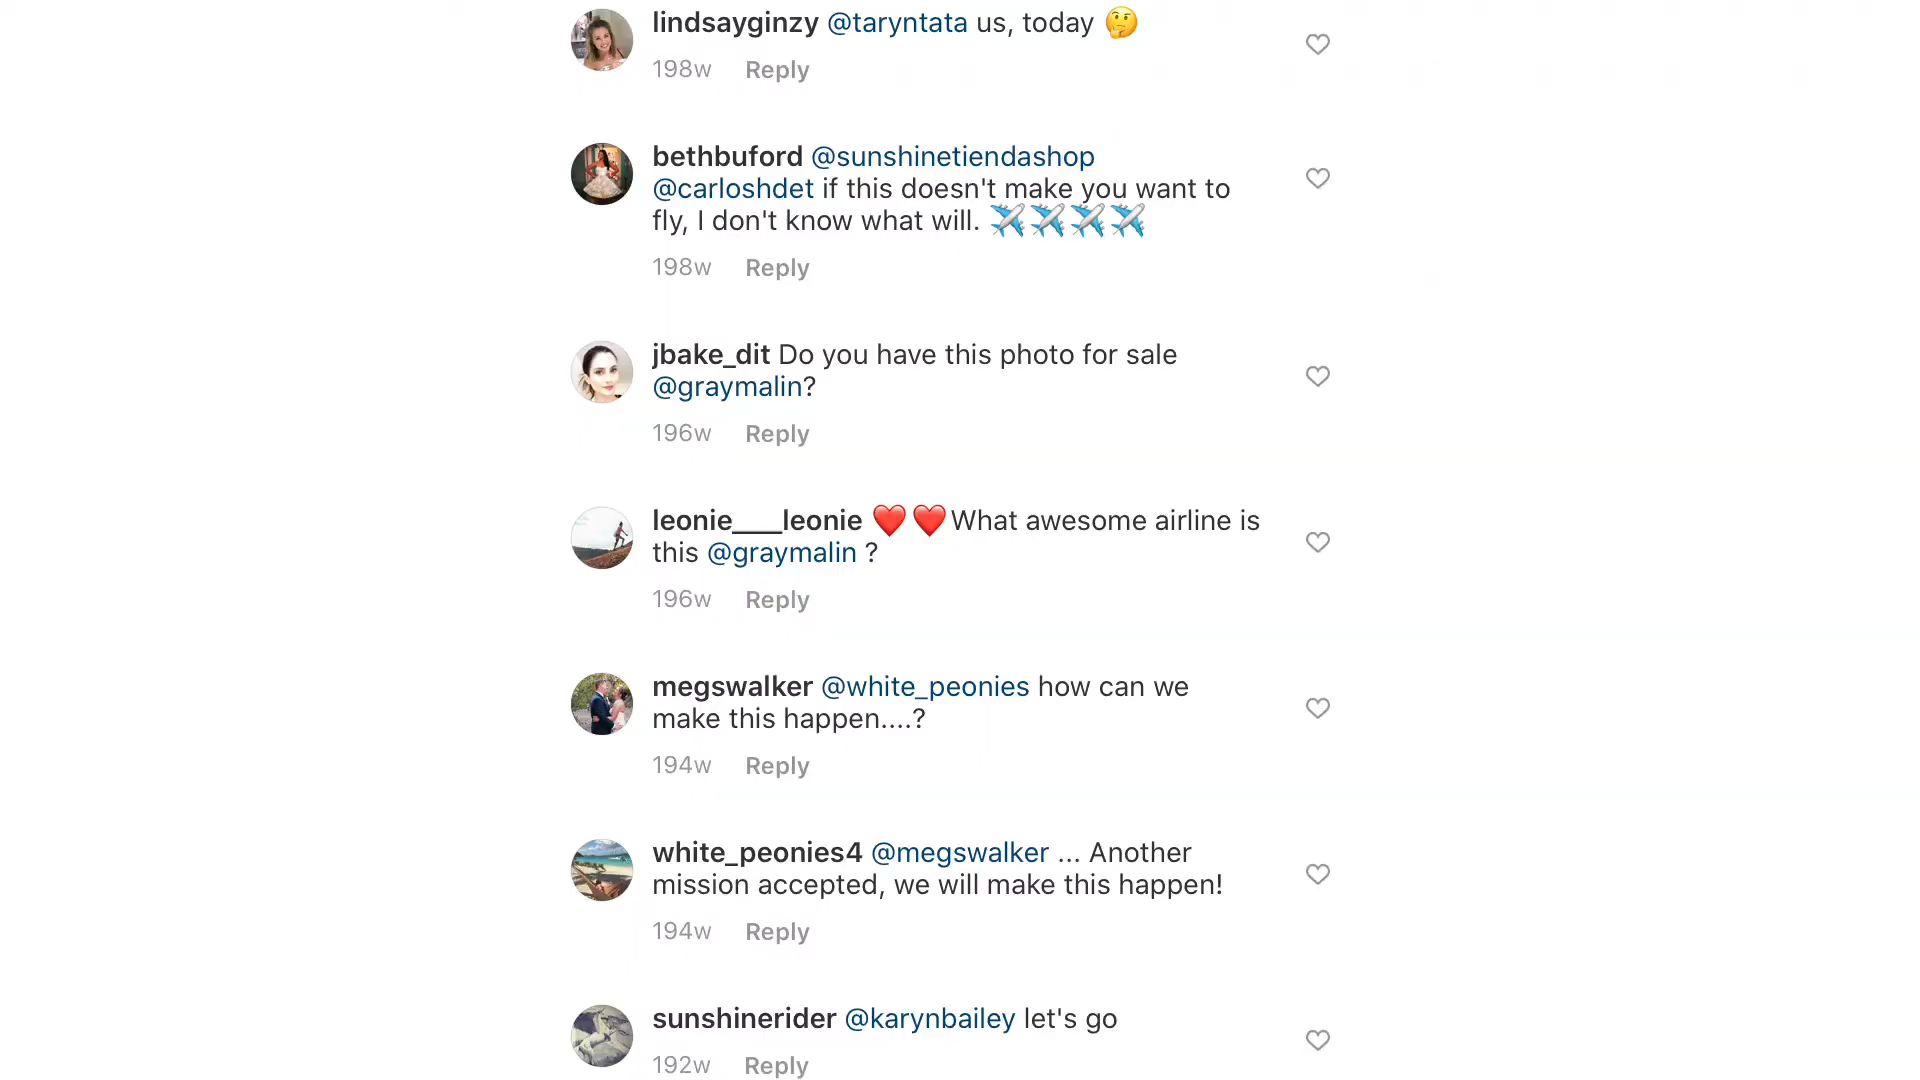 lindsayginzy @taryntata us, today 🤔
198w Reply
bethbuford @sunshinetiendashop
@carloshdet if this doesn't make you want to
fly, I don't know what will. ✈️✈️✈️✈️
198w Reply
jbake_dit Do you have this photo for sale
@graymalin?
196w Reply
leonie____leonie ❤️❤️What awesome airline is
this @graymalin ?
196w Reply
megswalker @white_peonies how can we
make this happen....?
194w Reply
white_peonies4 @megswalker ... Another
mission accepted, we will make this happen!
194w Reply
sunshinerider @karynbailey let's go
192w Reply